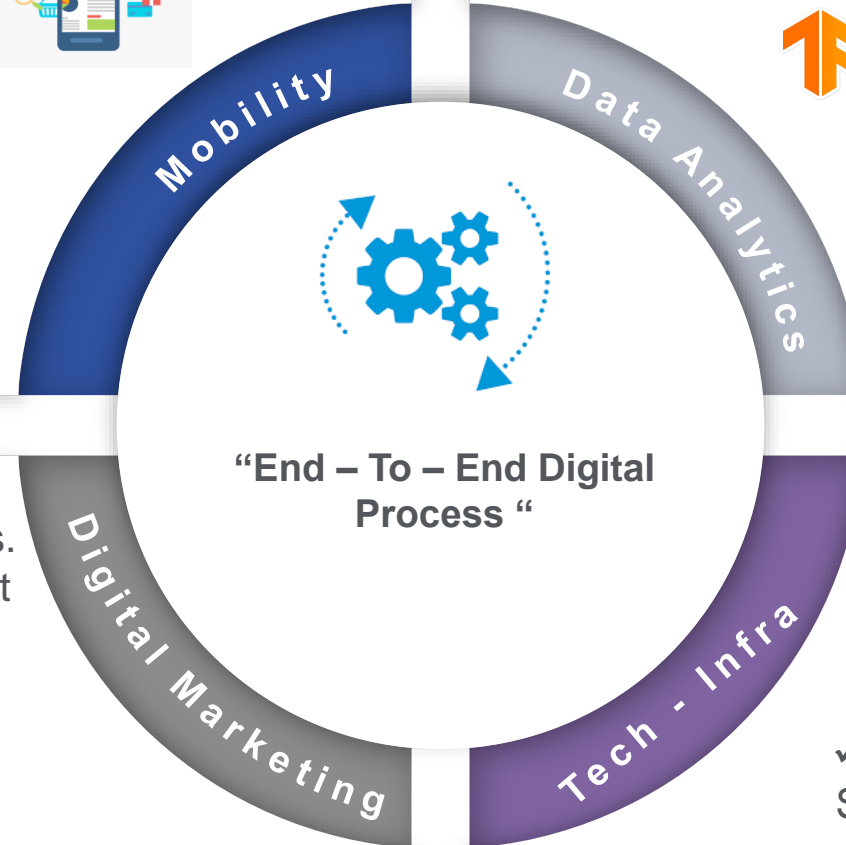 Mobility
Data Analytics
“End – To – End Digital
Process “
Digital Marketing
Tech - Infra